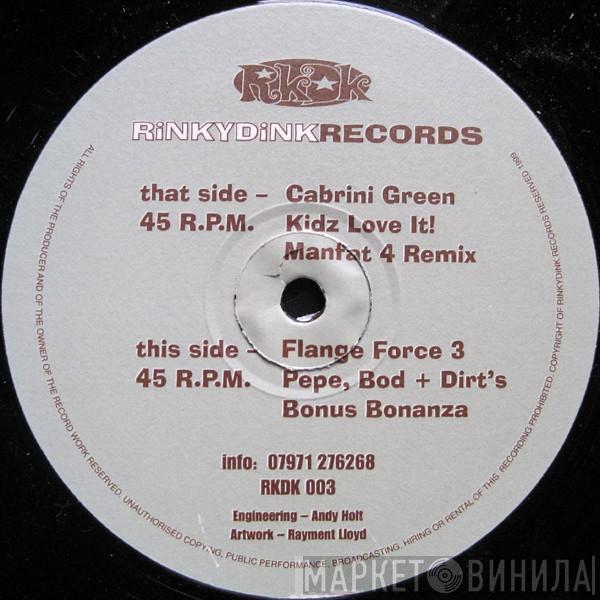 RKDK
RiNKYDiNKRECORDS
that side – Cabrini Green
45 R.P.M. Kidz Love It!
Manfat 4 Remix
this side – Flange Force 3
45 R.P.M. Pepe, Bod + Dirt's
Bonus Bonanza
info: 07971 276268
RKDK 003
Engineering – Andy Holt
Artwork – Rayment Lloyd
ALL RIGHTS OF THE PRODUCER AND OF THE OWNER OF THE RECORD WORK RESERVED. UNAUTHORISED COPYING, PUBLIC PERFORMANCE, BROADCASTING, HIRING OR RENTAL OF THIS RECORDING PROHIBITED. COPYRIGHT OF RINKYDINK RECORDS RESERVED 1999
МАРКЕТ ВИНИЛА